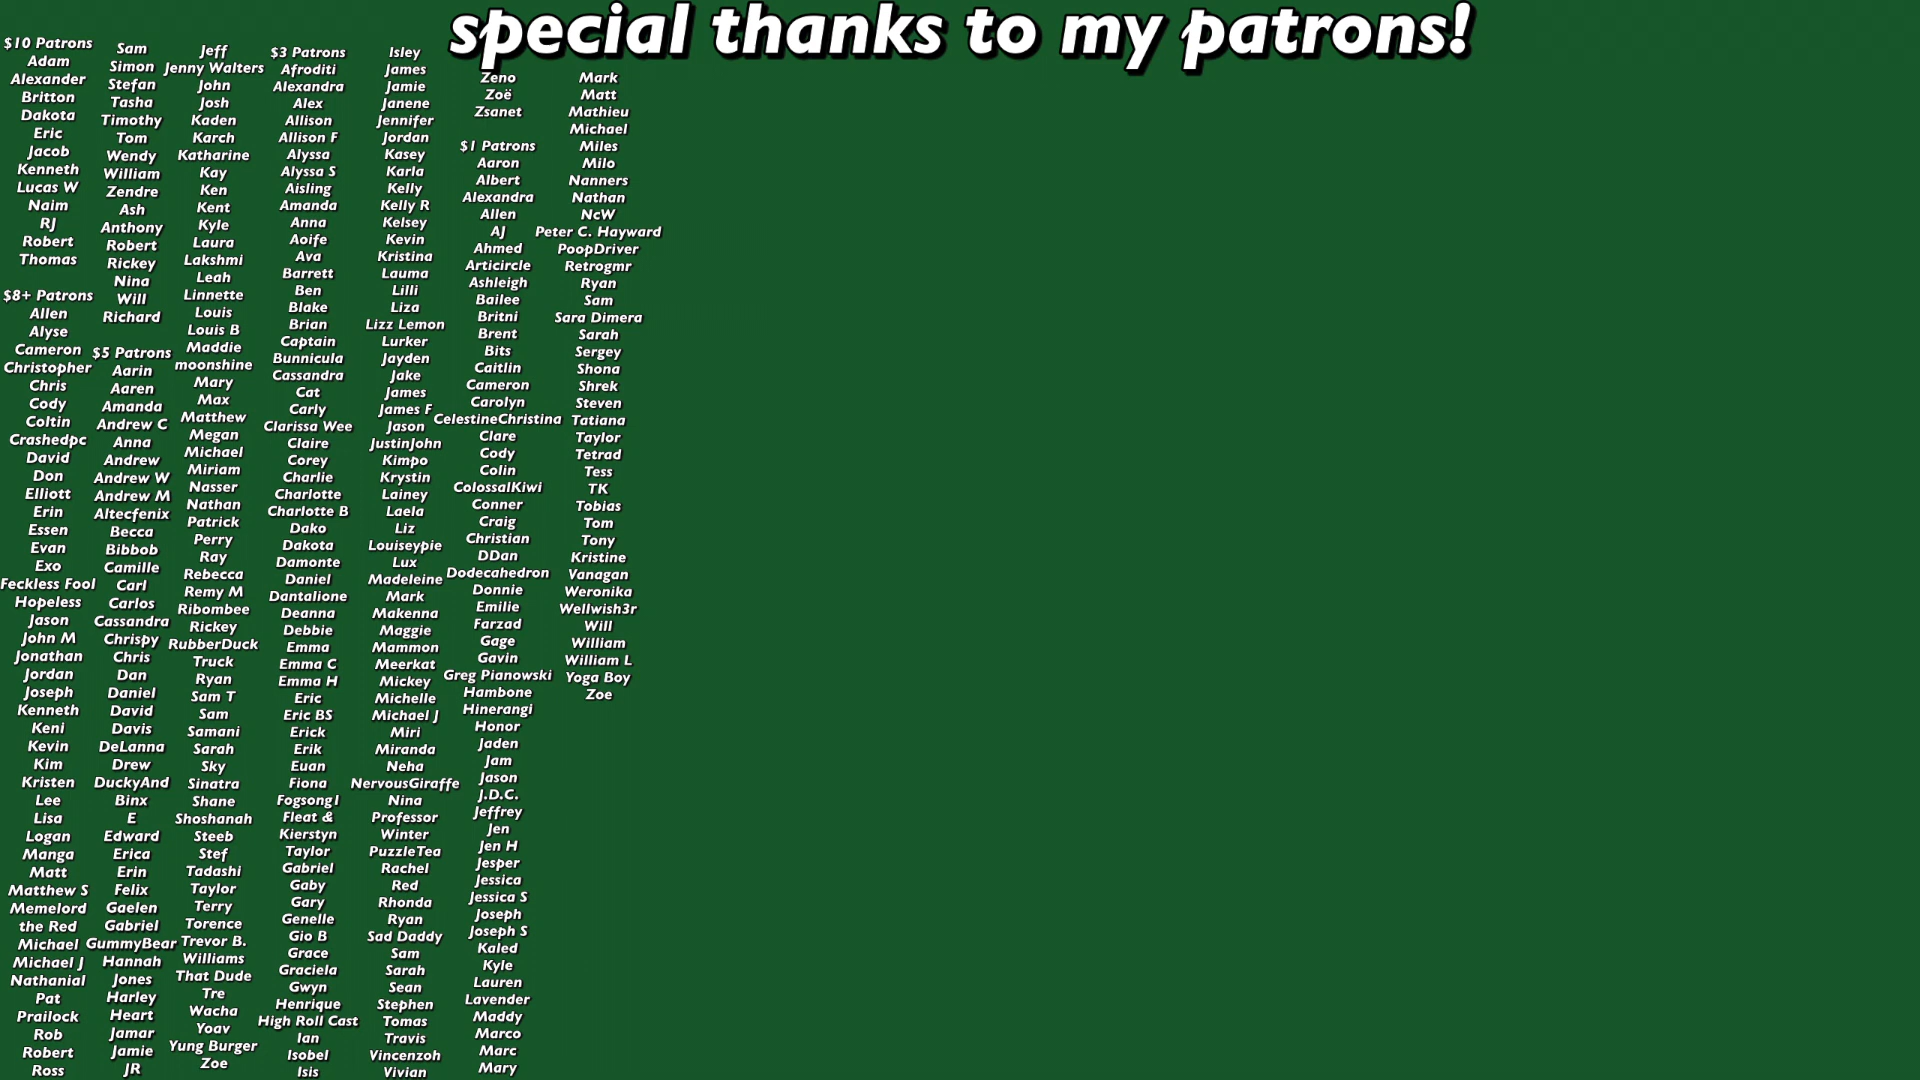 special thanks to my patrons!
$10 Patrons
Adam
Alexander
Britton
Dakota
Eric
Jacob
Kenneth
Lucas W
Naim
RJ
Robert
Thomas
$8+ Patrons
Allen
Alyse
Cameron
Christopher
Chris
Cody
Coltin
Crashedpc
David
Don
Elliott
Erin
Essen
Evan
Exo
Feckless Fool
Hopeless
Jason
John M
Jonathan
Jordan
Joseph
Kenneth
Keni
Kevin
Kim
Kristen
Lee
Lisa
Logan
Manga
Matt
Matthew S
Memelord
the Red
Michael
Michael J
Nathanial
Pat
Prailock
Rob
Robert
Ross
Sam
Simon
Stefan
Tasha
Timothy
Tom
Wendy
William
Zendre
Ash
Anthony
Robert
Rickey
Nina
Will
Richard
$5 Patrons
Aarin
Aaren
Amanda
Andrew C
Anna
Andrew
Andrew W
Andrew M
Altecfenix
Becca
Bibbob
Camille
Carl
Carlos
Cassandra
Chrispy
Chris
Dan
Daniel
David
Davis
DeLanna
Drew
DuckyAnd
Binx
E
Edward
Erica
Erin
Felix
Gaelen
Gabriel
GummyBear
Hannah
Jones
Harley
Heart
Jamar
Jamie
JR
Jeff
Jenny Walters
John
Josh
Kaden
Karch
Katharine
Kay
Ken
Kent
Kyle
Laura
Lakshmi
Leah
Linnette
Louis
Louis B
Maddie
moonshine
Mary
Max
Matthew
Megan
Michael
Miriam
Nasser
Nathan
Patrick
Perry
Ray
Rebecca
Remy M
Ribombee
Rickey
RubberDuck
Truck
Ryan
Sam T
Sam
Samani
Sarah
Sky
Sinatra
Shane
Shoshanah
Steeb
Stef
Tadashi
Taylor
Terry
Torence
Trevor B.
Williams
That Dude
Tre
Wacha
Yoav
Yung Burger
Zoe
$3 Patrons
Afroditi
Alexandra
Alex
Allison
Allison F
Alyssa
Alyssa S
Aisling
Amanda
Anna
Aoife
Ava
Barrett
Ben
Blake
Brian
Captain
Bunnicula
Cassandra
Cat
Carly
Clarissa Wee
Claire
Corey
Charlie
Charlotte
Charlotte B
Dako
Dakota
Damonte
Daniel
Dantalione
Deanna
Debbie
Emma
Emma C
Emma H
Eric
Eric BS
Erick
Erik
Euan
Fiona
Fogsong1
Fleat &
Kierstyn
Taylor
Gabriel
Gaby
Gary
Genelle
Gio B
Grace
Graciela
Gwyn
Henrique
High Roll Cast
Ian
Isobel
Isis
Isley
James
Jamie
Janene
Jennifer
Jordan
Kasey
Karla
Kelly
Kelly R
Kelsey
Kevin
Kristina
Lauma
Lilli
Liza
Lizz Lemon
Lurker
Jayden
Jake
James
James F
Jason
JustinJohn
Kimpo
Krystin
Lainey
Laela
Liz
Louiseypie
Lux
Madeleine
Mark
Makenna
Maggie
Mammon
Meerkat
Mickey
Michelle
Michael J
Miri
Miranda
Neha
NervousGiraffe
Nina
Professor
Winter
PuzzleTea
Rachel
Red
Rhonda
Ryan
Sad Daddy
Sam
Sarah
Sean
Stephen
Tomas
Travis
Vincenzoh
Vivian
Zeno
Zoë
Zsanet
$1 Patrons
Aaron
Albert
Alexandra
Allen
AJ
Ahmed
Articircle
Ashleigh
Bailee
Britni
Brent
Bits
Caitlin
Cameron
Carolyn
CelestineChristina
Clare
Cody
Colin
ColossalKiwi
Conner
Craig
Christian
DDan
Dodecahedron
Donnie
Emilie
Farzad
Gage
Gavin
Greg Pianowski
Hambone
Hinerangi
Honor
Jaden
Jam
Jason
J.D.C.
Jeffrey
Jen
Jen H
Jesper
Jessica
Jessica S
Joseph
Joseph S
Kaled
Kyle
Lauren
Lavender
Maddy
Marco
Marc
Mary
Mark
Matt
Mathieu
Michael
Miles
Milo
Nanners
Nathan
NcW
Peter C. Hayward
PoopDriver
Retrogmr
Ryan
Sam
Sara Dimera
Sarah
Sergey
Shona
Shrek
Steven
Tatiana
Taylor
Tetrad
Tess
TK
Tobias
Tom
Tony
Kristine
Vanagan
Weronika
Wellwish3r
Will
William
William L
Yoga Boy
Zoe